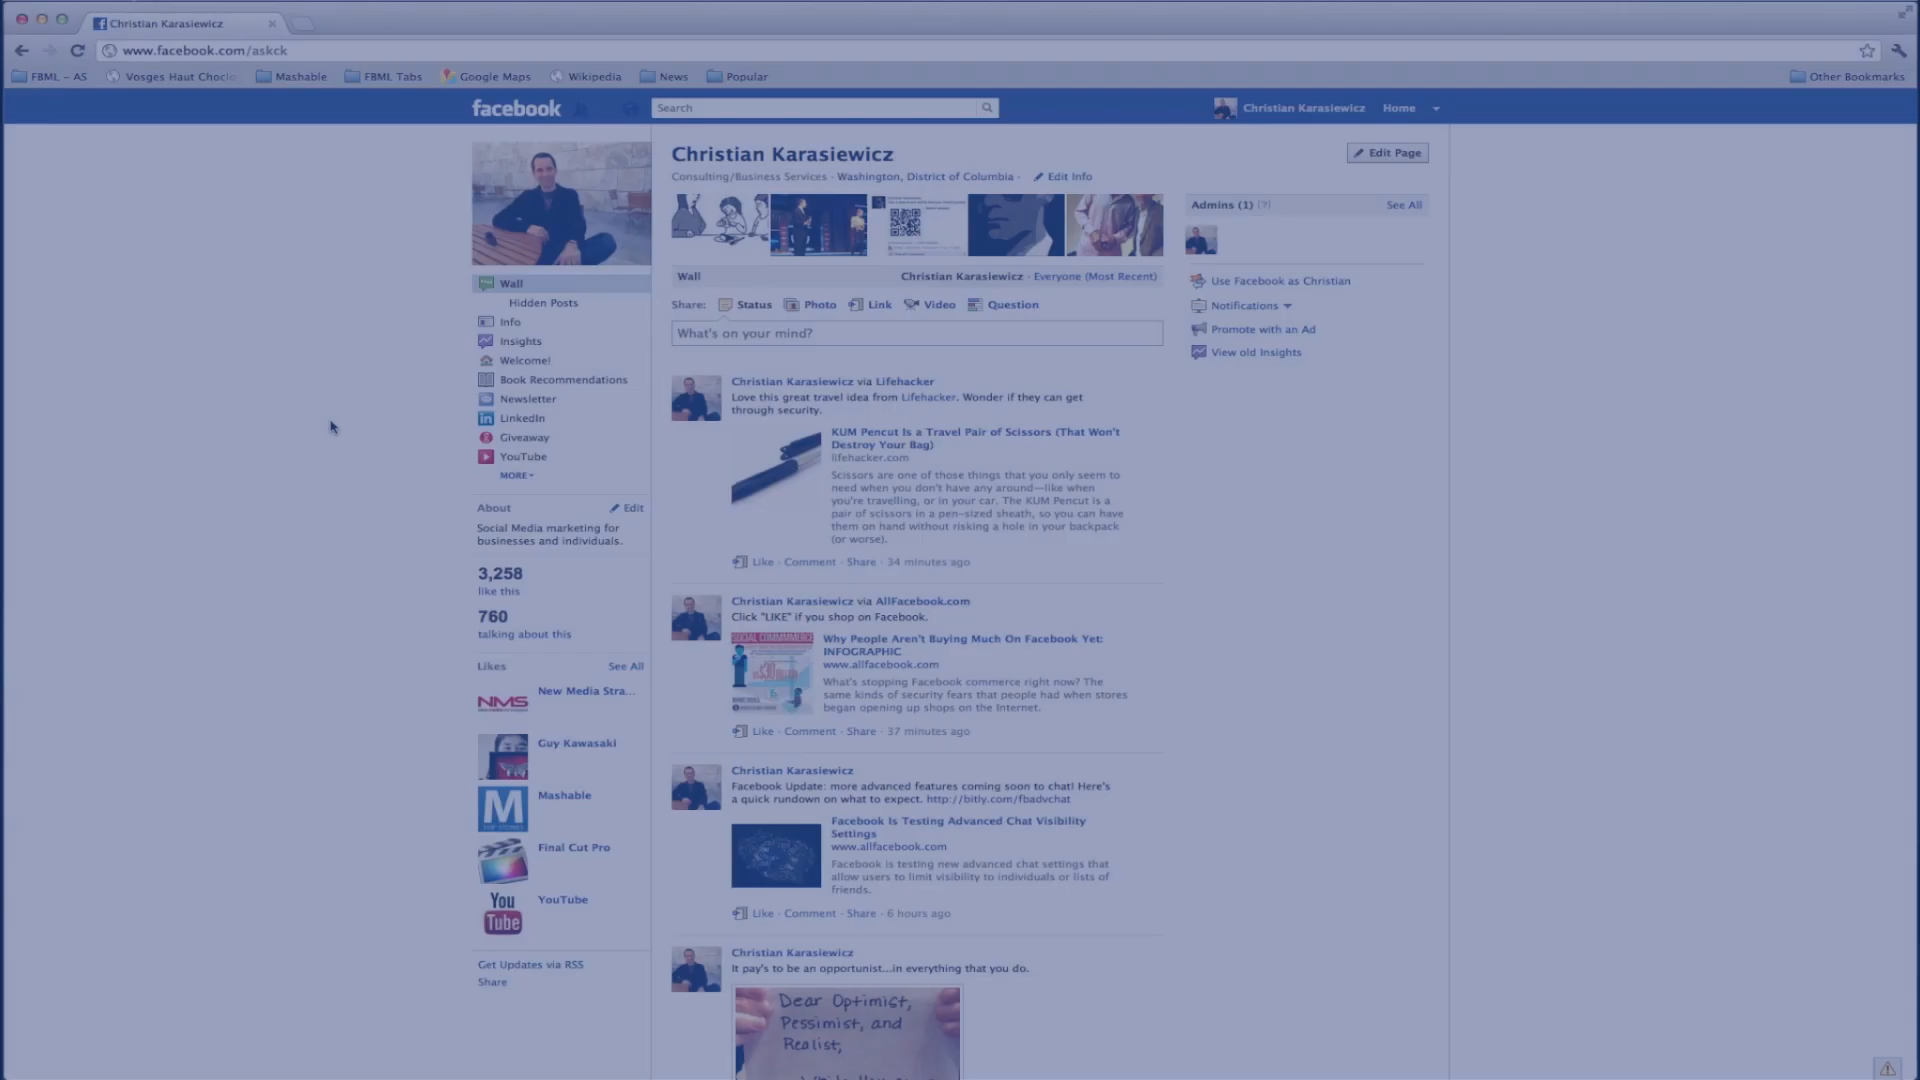 Christian Karasiewicz
www.facebook.com/askck
FBML - AS
Vosges Haut Choclo
Mashable
FBML Tabs
Google Maps
Wikipedia
News
Popular
Other Bookmarks
facebook
Search
Christian Karasiewicz
Home
Christian Karasiewicz
Edit Page
Consulting/Business Services · Washington, District of Columbia ·
Edit Info
Admins (1) (?)
See All
Use Facebook as Christian
Notifications
Promote with an Ad
View old Insights
Wall
Hidden Posts
Info
Insights
Welcome!
Book Recommendations
Newsletter
LinkedIn
Giveaway
YouTube
MORE
About
Edit
Social Media marketing for
businesses and individuals.
3,258
like this
760
talking about this
Likes
See All
NMS
New Media Stra...
Guy Kawasaki
M
Mashable
Final Cut Pro
You
Tube
YouTube
Get Updates via RSS
Share
Wall
Christian Karasiewicz · Everyone (Most Recent)
Share:
Status
Photo
Link
Video
Question
What's on your mind?
Christian Karasiewicz via Lifehacker
Love this great travel idea from Lifehacker. Wonder if they can get
through security.
KUM Pencut Is a Travel Pair of Scissors (That Won't
Destroy Your Bag)
lifehacker.com
Scissors are one of those things that you only seem to
need when you don't have any around—like when
you're travelling, or in your car. The KUM Pencut is a
pair of scissors in a pen-sized sheath, so you can have
them on hand without risking a hole in your backpack
(or worse).
Like · Comment · Share · 34 minutes ago
Christian Karasiewicz via AllFacebook.com
Click "LIKE" if you shop on Facebook.
SOCIAL COMMMERCE
Why People Aren't Buying Much On Facebook Yet:
INFOGRAPHIC
www.allfacebook.com
What's stopping Facebook commerce right now? The
same kinds of security fears that people had when stores
began opening up shops on the Internet.
Like · Comment · Share · 37 minutes ago
Christian Karasiewicz
Facebook Update: more advanced features coming soon to chat! Here's
a quick rundown on what to expect. http://bitly.com/fbadvchat
Facebook Is Testing Advanced Chat Visibility
Settings
www.allfacebook.com
Facebook is testing new advanced chat settings that
allow users to limit visibility to individuals or lists of
friends.
Like · Comment · Share · 6 hours ago
Christian Karasiewicz
It pay's to be an opportunist...in everything that you do.
Dear Optimist,
Pessimist, and
Realist,